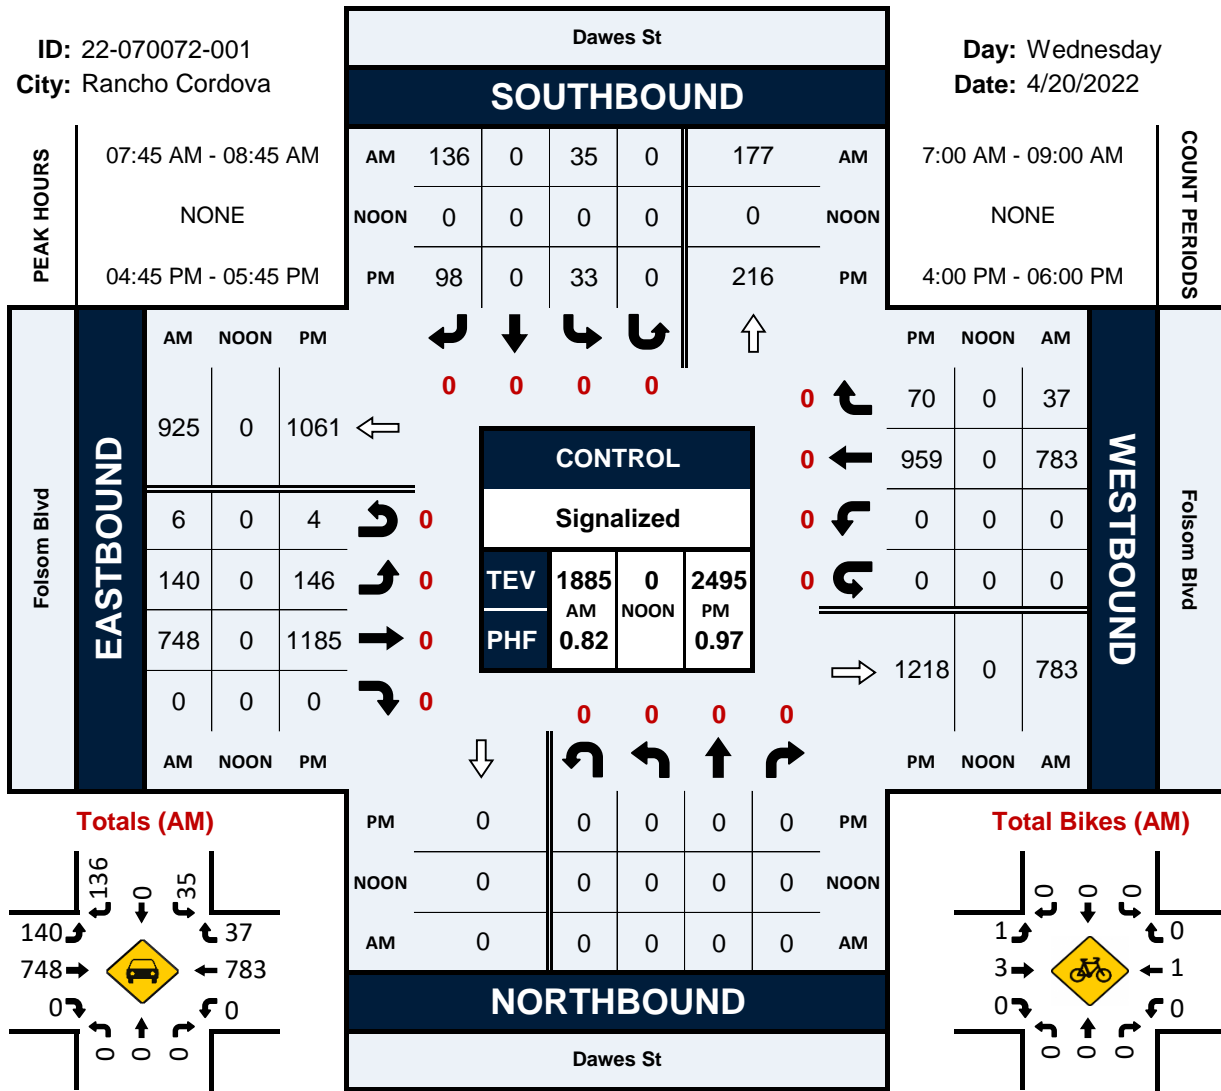 Dawes St
ID: 22-070072-001
City: Rancho Cordova
Day: Wednesday
Date: 4/20/2022
SOUTHBOUND
PEAK HOURS
07:45 AM - 08:45 AM
NONE
04:45 PM - 05:45 PM
AM 136 0 35 0 177 AM
NOON 0 0 0 0 0 NOON
PM 98 0 33 0 216 PM
7:00 AM - 09:00 AM
NONE
4:00 PM - 06:00 PM
COUNT PERIODS
0 0 0 0
Folsom Blvd
EASTBOUND
AM NOON PM
925 0 1061
6 0 4 0
140 0 146 0
748 0 1185 0
0 0 0 0
AM NOON PM
CONTROL
Signalized
TEV 1885 0 2495
AM NOON PM
PHF 0.82 0.97
PM NOON AM
0 70 0 37
0 959 0 783
0 0 0 0
0 0 0 0
1218 0 783
PM NOON AM
WESTBOUND
Folsom Blvd
0 0 0 0
PM 0 0 0 0 0 PM
NOON 0 0 0 0 0 NOON
AM 0 0 0 0 0 AM
NORTHBOUND
Dawes St
Totals (AM)
136 0 35
140 37
748 783
0 0
0 0 0
Total Bikes (AM)
0 0 0
1 0
3 1
0 0
0 0 0